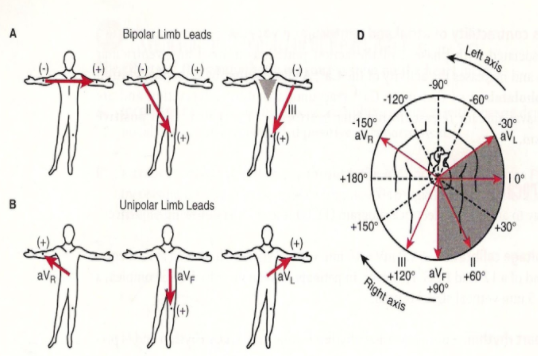 A
Bipolar Limb Leads
(-) (+)
I
(-) (+)
II
(+)
(-) (-)
III
(+)
B
Unipolar Limb Leads
(+)
aVR
aVF
(+)
(+)
aVL
D
Left axis
-90°
-120° -60°
-150° -30°
aVR aVL
+180° I 0°
+150° +30°
III aVF II
+120° +90° +60°
Right axis